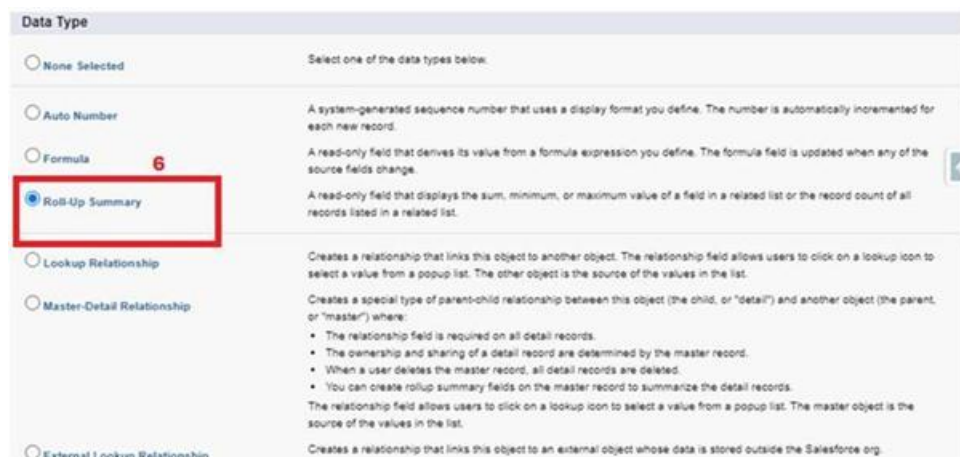 Data Type
None Selected
Select one of the data types below.
Auto Number
A system-generated sequence number that uses a display format you define. The number is automatically incremented for
each new record.
Formula
6
A read-only field that derives its value from a formula expression you define. The formula field is updated when any of the
source fields change.
Roll-Up Summary
A read-only field that displays the sum, minimum, or maximum value of a field in a related list or the record count of all
records listed in a related list.
Lookup Relationship
Creates a relationship that links this object to another object. The relationship field allows users to click on a lookup icon to
select a value from a popup list. The other object is the source of the values in the list.
Master-Detail Relationship
Creates a special type of parent-child relationship between this object (the child, or "detail") and another object (the parent,
or "master") where:
• The relationship field is required on all detail records.
• The ownership and sharing of a detail record are determined by the master record.
• When a user deletes the master record, all detail records are deleted.
• You can create rollup summary fields on the master record to summarize the detail records.
The relationship field allows users to click on a lookup icon to select a value from a popup list. The master object is the
source of the values in the list.
External Lookup Relationship
Creates a relationship that links this object to an external object whose data is stored outside the Salesforce org.